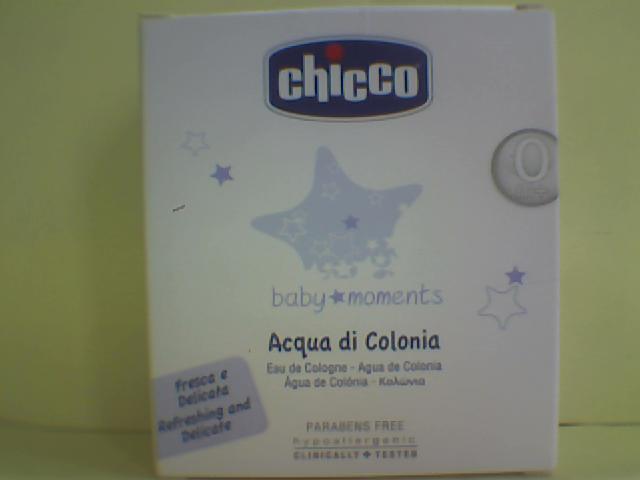 chicco
0
baby moments
Acqua di Colonia
Eau de Cologne - Agua de Colonia
Água de Colónia - Κολώνια
Fresca e
Delicata
Refreshing and
Delicate
PARABENS FREE
hypoallergenic
CLINICALLY + TESTED